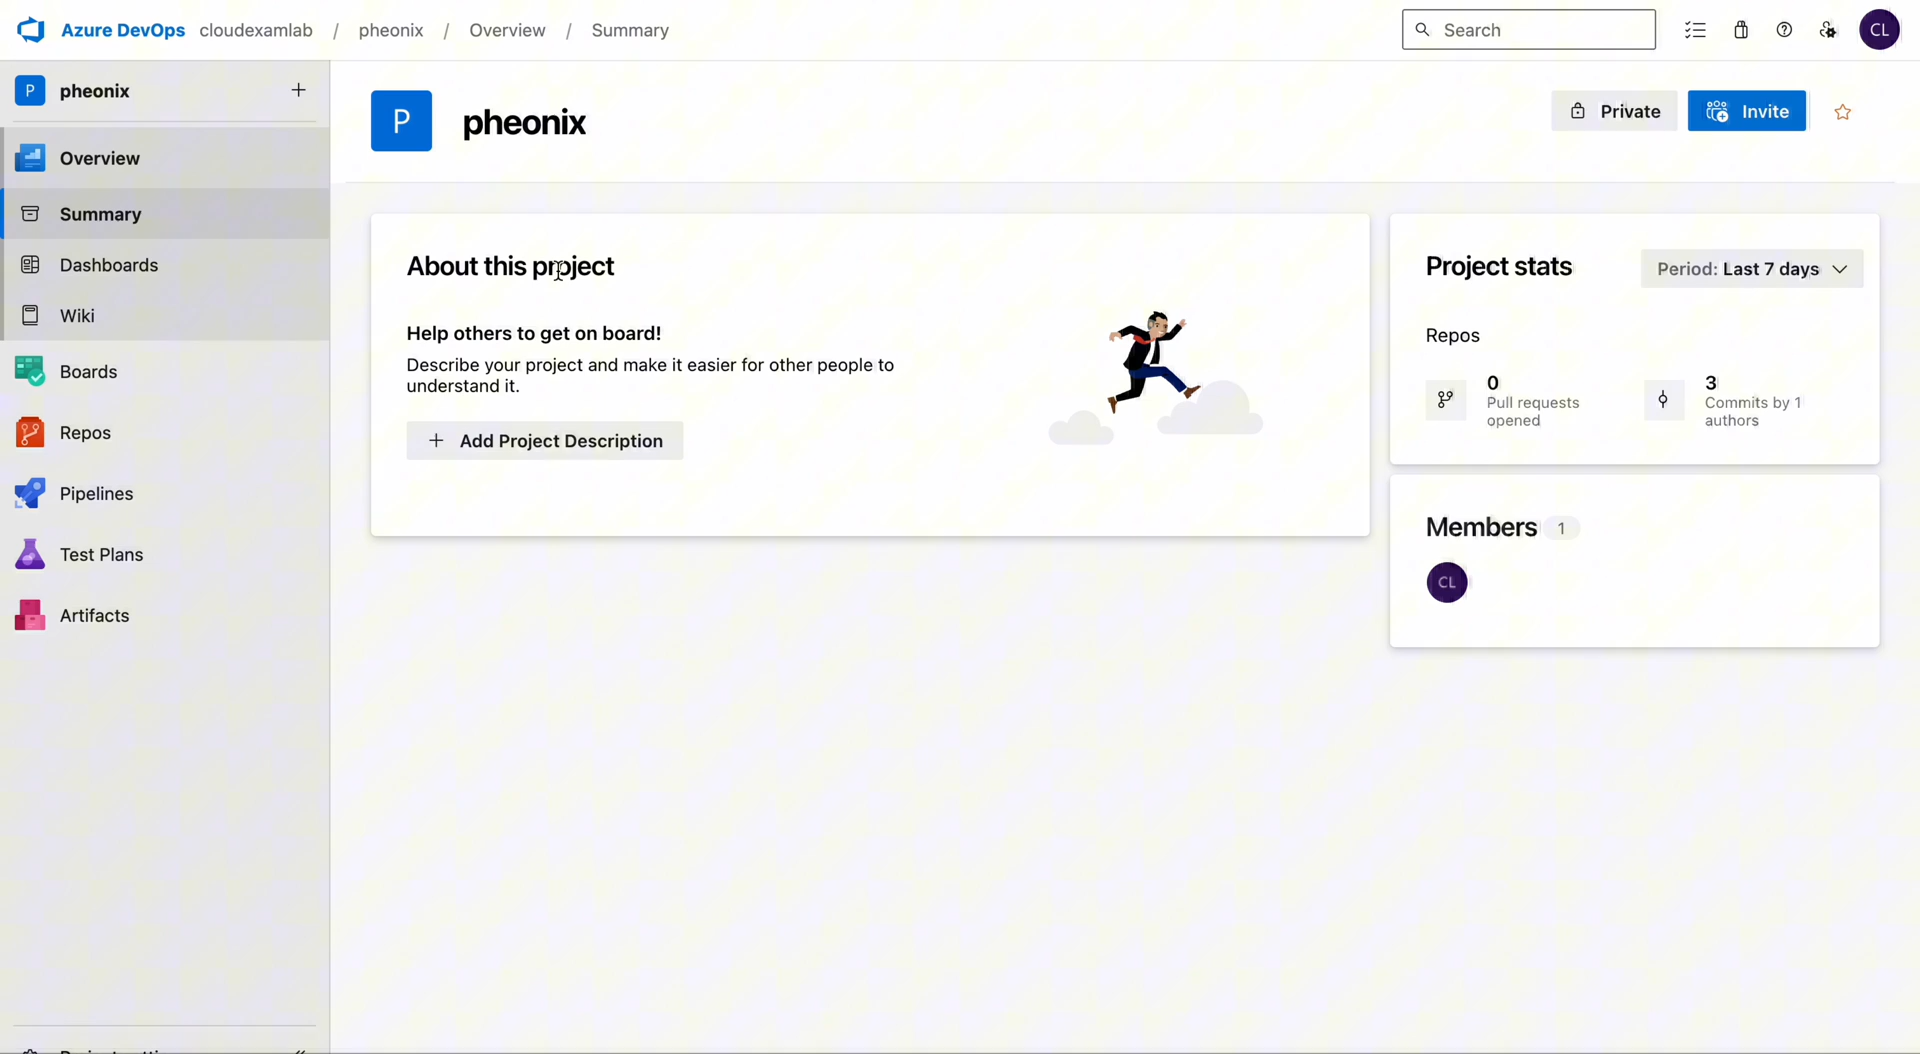 Azure DevOps cloudexamlab / pheonix / Overview / Summary
Search
CL
P pheonix
Overview
Summary
Dashboards
Wiki
Boards
Repos
Pipelines
Test Plans
Artifacts
P pheonix
Private
Invite
About this project
Help others to get on board!
Describe your project and make it easier for other people to
understand it.
+ Add Project Description
Project stats
Period: Last 7 days
Repos
0
Pull requests
opened
3
Commits by 1
authors
Members 1
CL